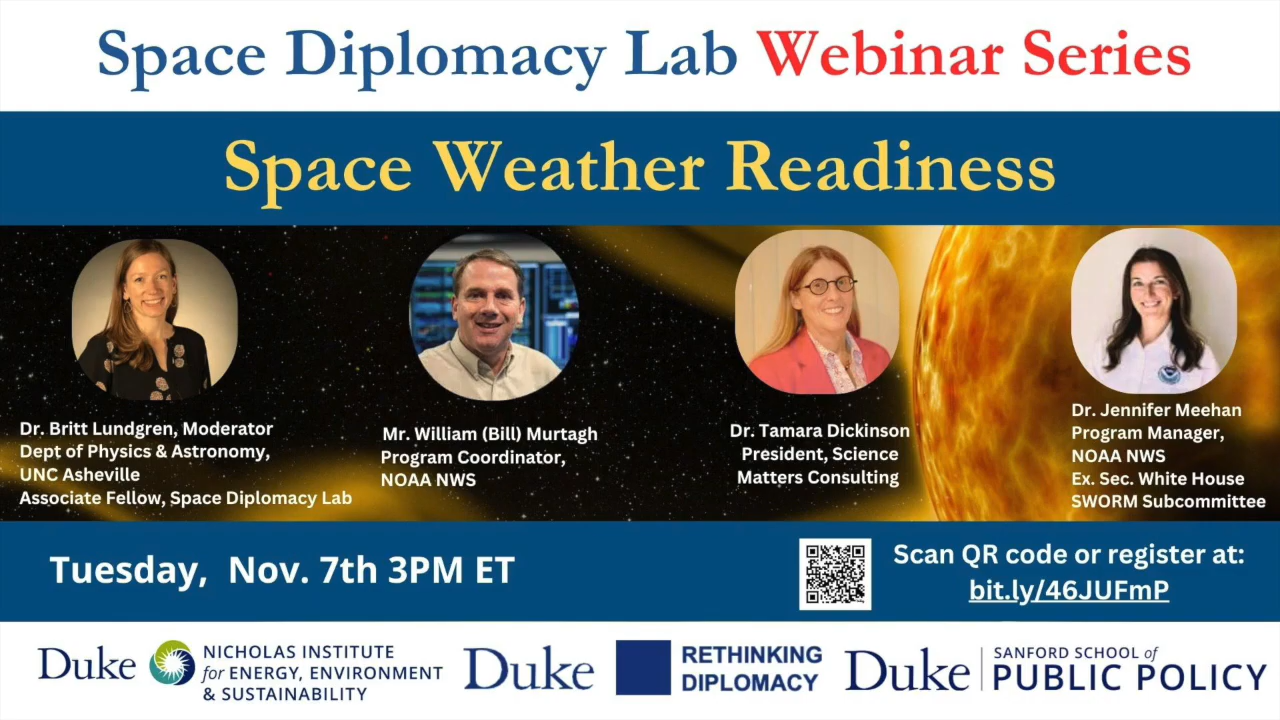 Space Diplomacy Lab Webinar Series
Space Weather Readiness
Dr. Britt Lundgren, Moderator
Dept of Physics & Astronomy,
UNC Asheville
Associate Fellow, Space Diplomacy Lab
Mr. William (Bill) Murtagh
Program Coordinator,
NOAA NWS
Dr. Tamara Dickinson
President, Science
Matters Consulting
Dr. Jennifer Meehan
Program Manager,
NOAA NWS
Ex. Sec. White House
SWORM Subcommittee
Tuesday,  Nov. 7th 3PM ET
Scan QR code or register at:
bit.ly/46JUFmP
Duke
NICHOLAS INSTITUTE
for ENERGY, ENVIRONMENT
& SUSTAINABILITY
Duke
RETHINKING
DIPLOMACY
Duke
SANFORD SCHOOL of
PUBLIC POLICY